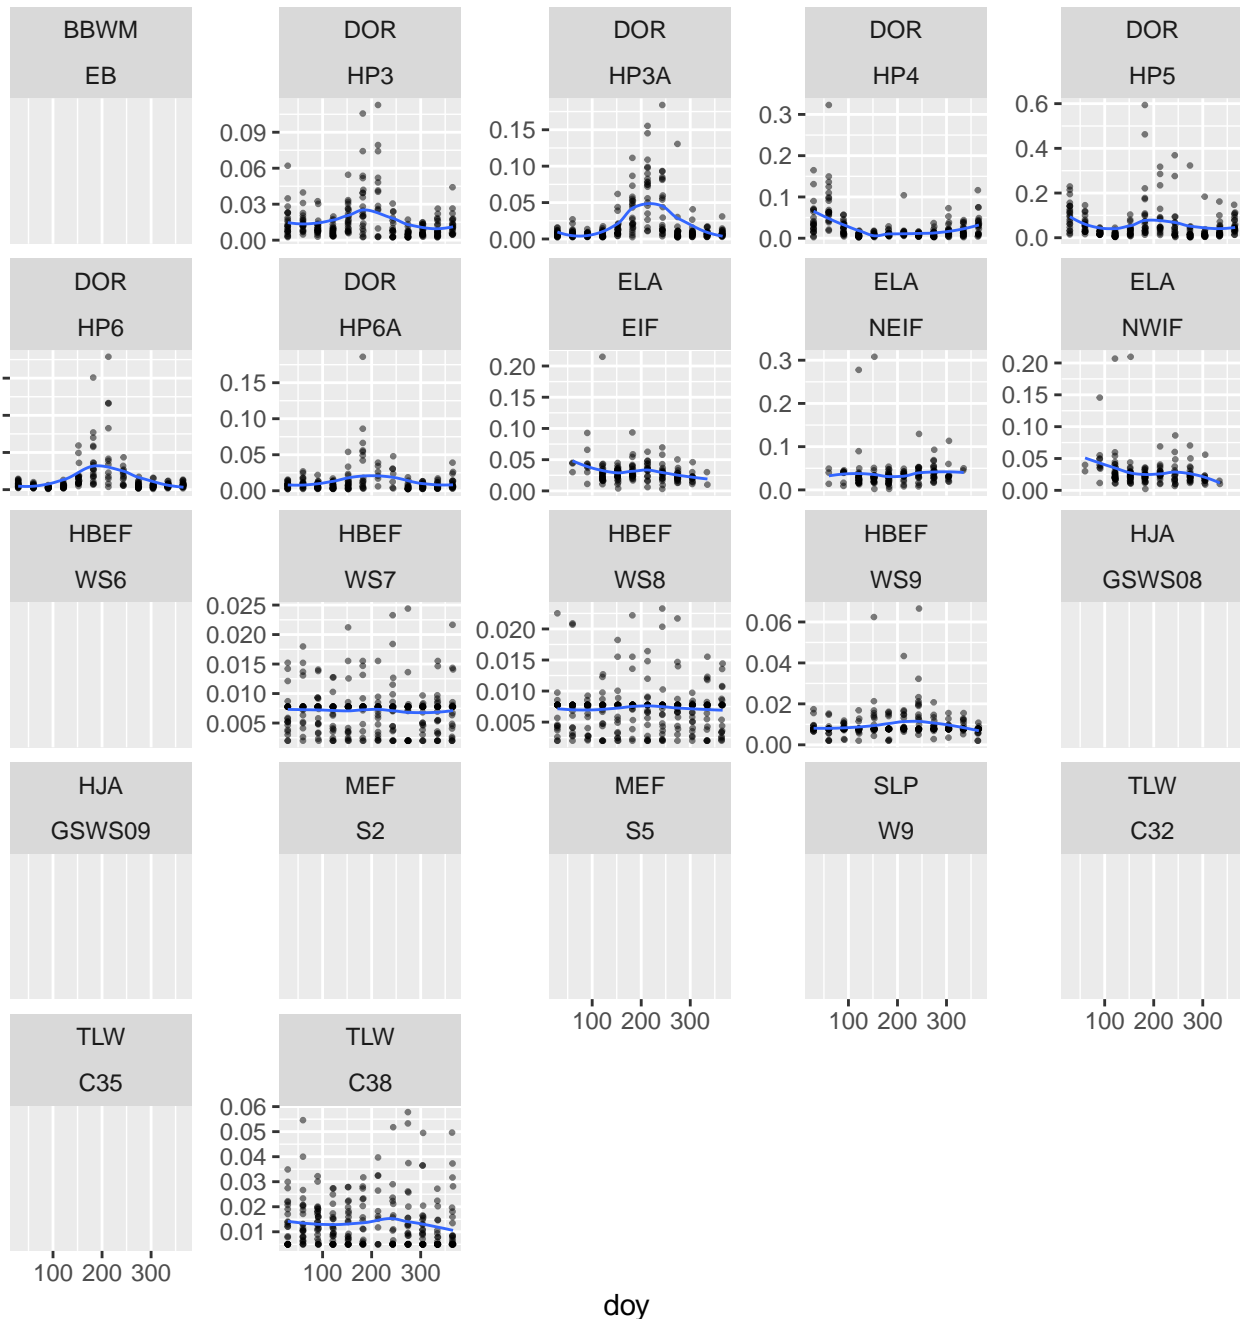 BBWM DOR DOR DOR DOR
EB HP3 HP3A HP4 HP5
0.09 0.06 0.03 0.00
0.15 0.10 0.05 0.00
0.3 0.2 0.1 0.0
0.6 0.4 0.2 0.0
DOR DOR ELA ELA ELA
HP6 HP6A EIF NEIF NWIF
0.15 0.10 0.05 0.00
0.20 0.15 0.10 0.05 0.00
0.3 0.2 0.1 0.0
0.20 0.15 0.10 0.05 0.00
HBEF HBEF HBEF HBEF HJA
WS6 WS7 WS8 WS9 GSWS08
0.025 0.020 0.015 0.010 0.005
0.020 0.015 0.010 0.005
0.06 0.04 0.02 0.00
HJA MEF MEF SLP TLW
GSWS09 S2 S5 W9 C32
100 200 300 100 200 300 100 200 300
TLW TLW
C35 C38
0.06 0.05 0.04 0.03 0.02 0.01
100 200 300 100 200 300
doy